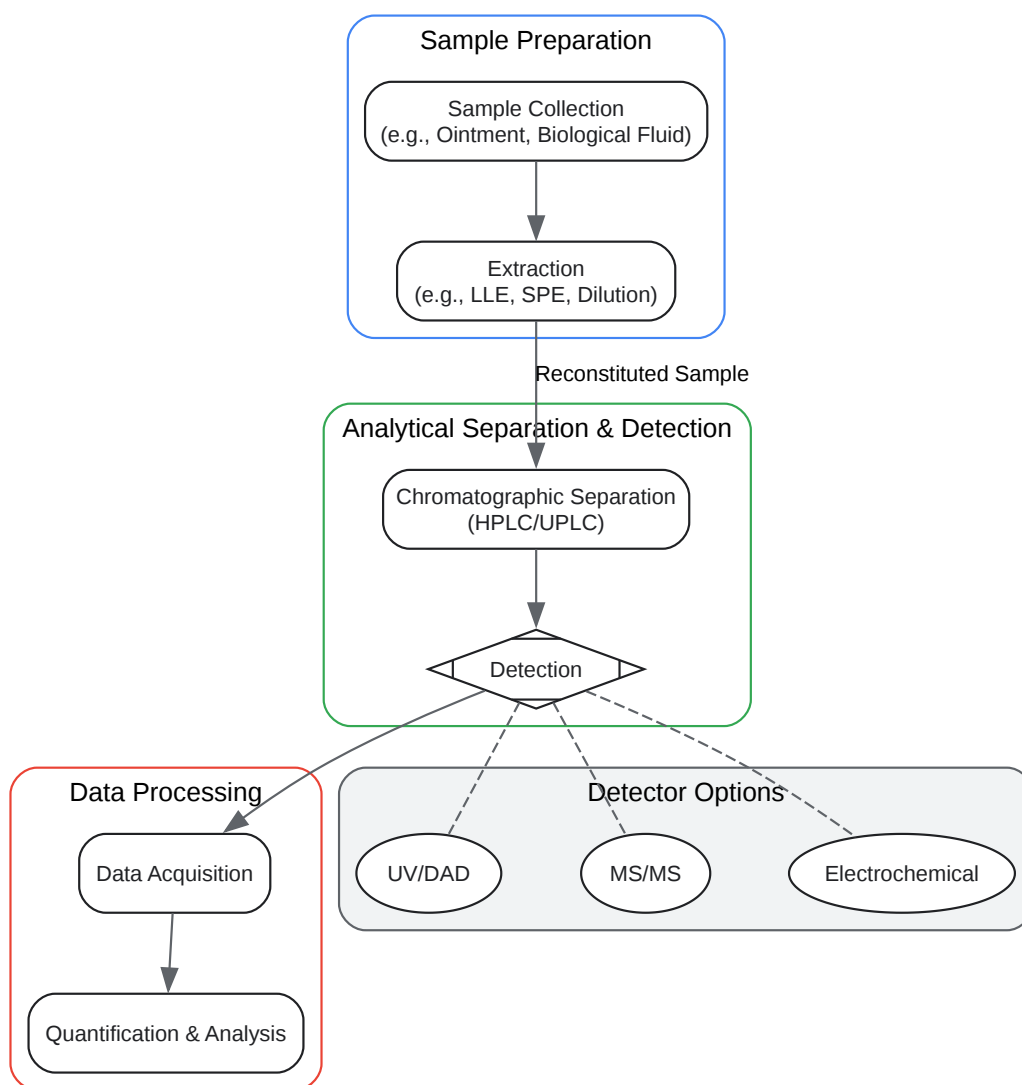 Sample Preparation
Sample Collection
(e.g., Ointment, Biological Fluid)
Extraction
(e.g., LLE, SPE, Dilution)
Reconstituted Sample
Analytical Separation & Detection
Chromatographic Separation
(HPLC/UPLC)
Detection
Data Processing
Detector Options
Data Acquisition
UV/DAD
MS/MS
Electrochemical
Quantification & Analysis